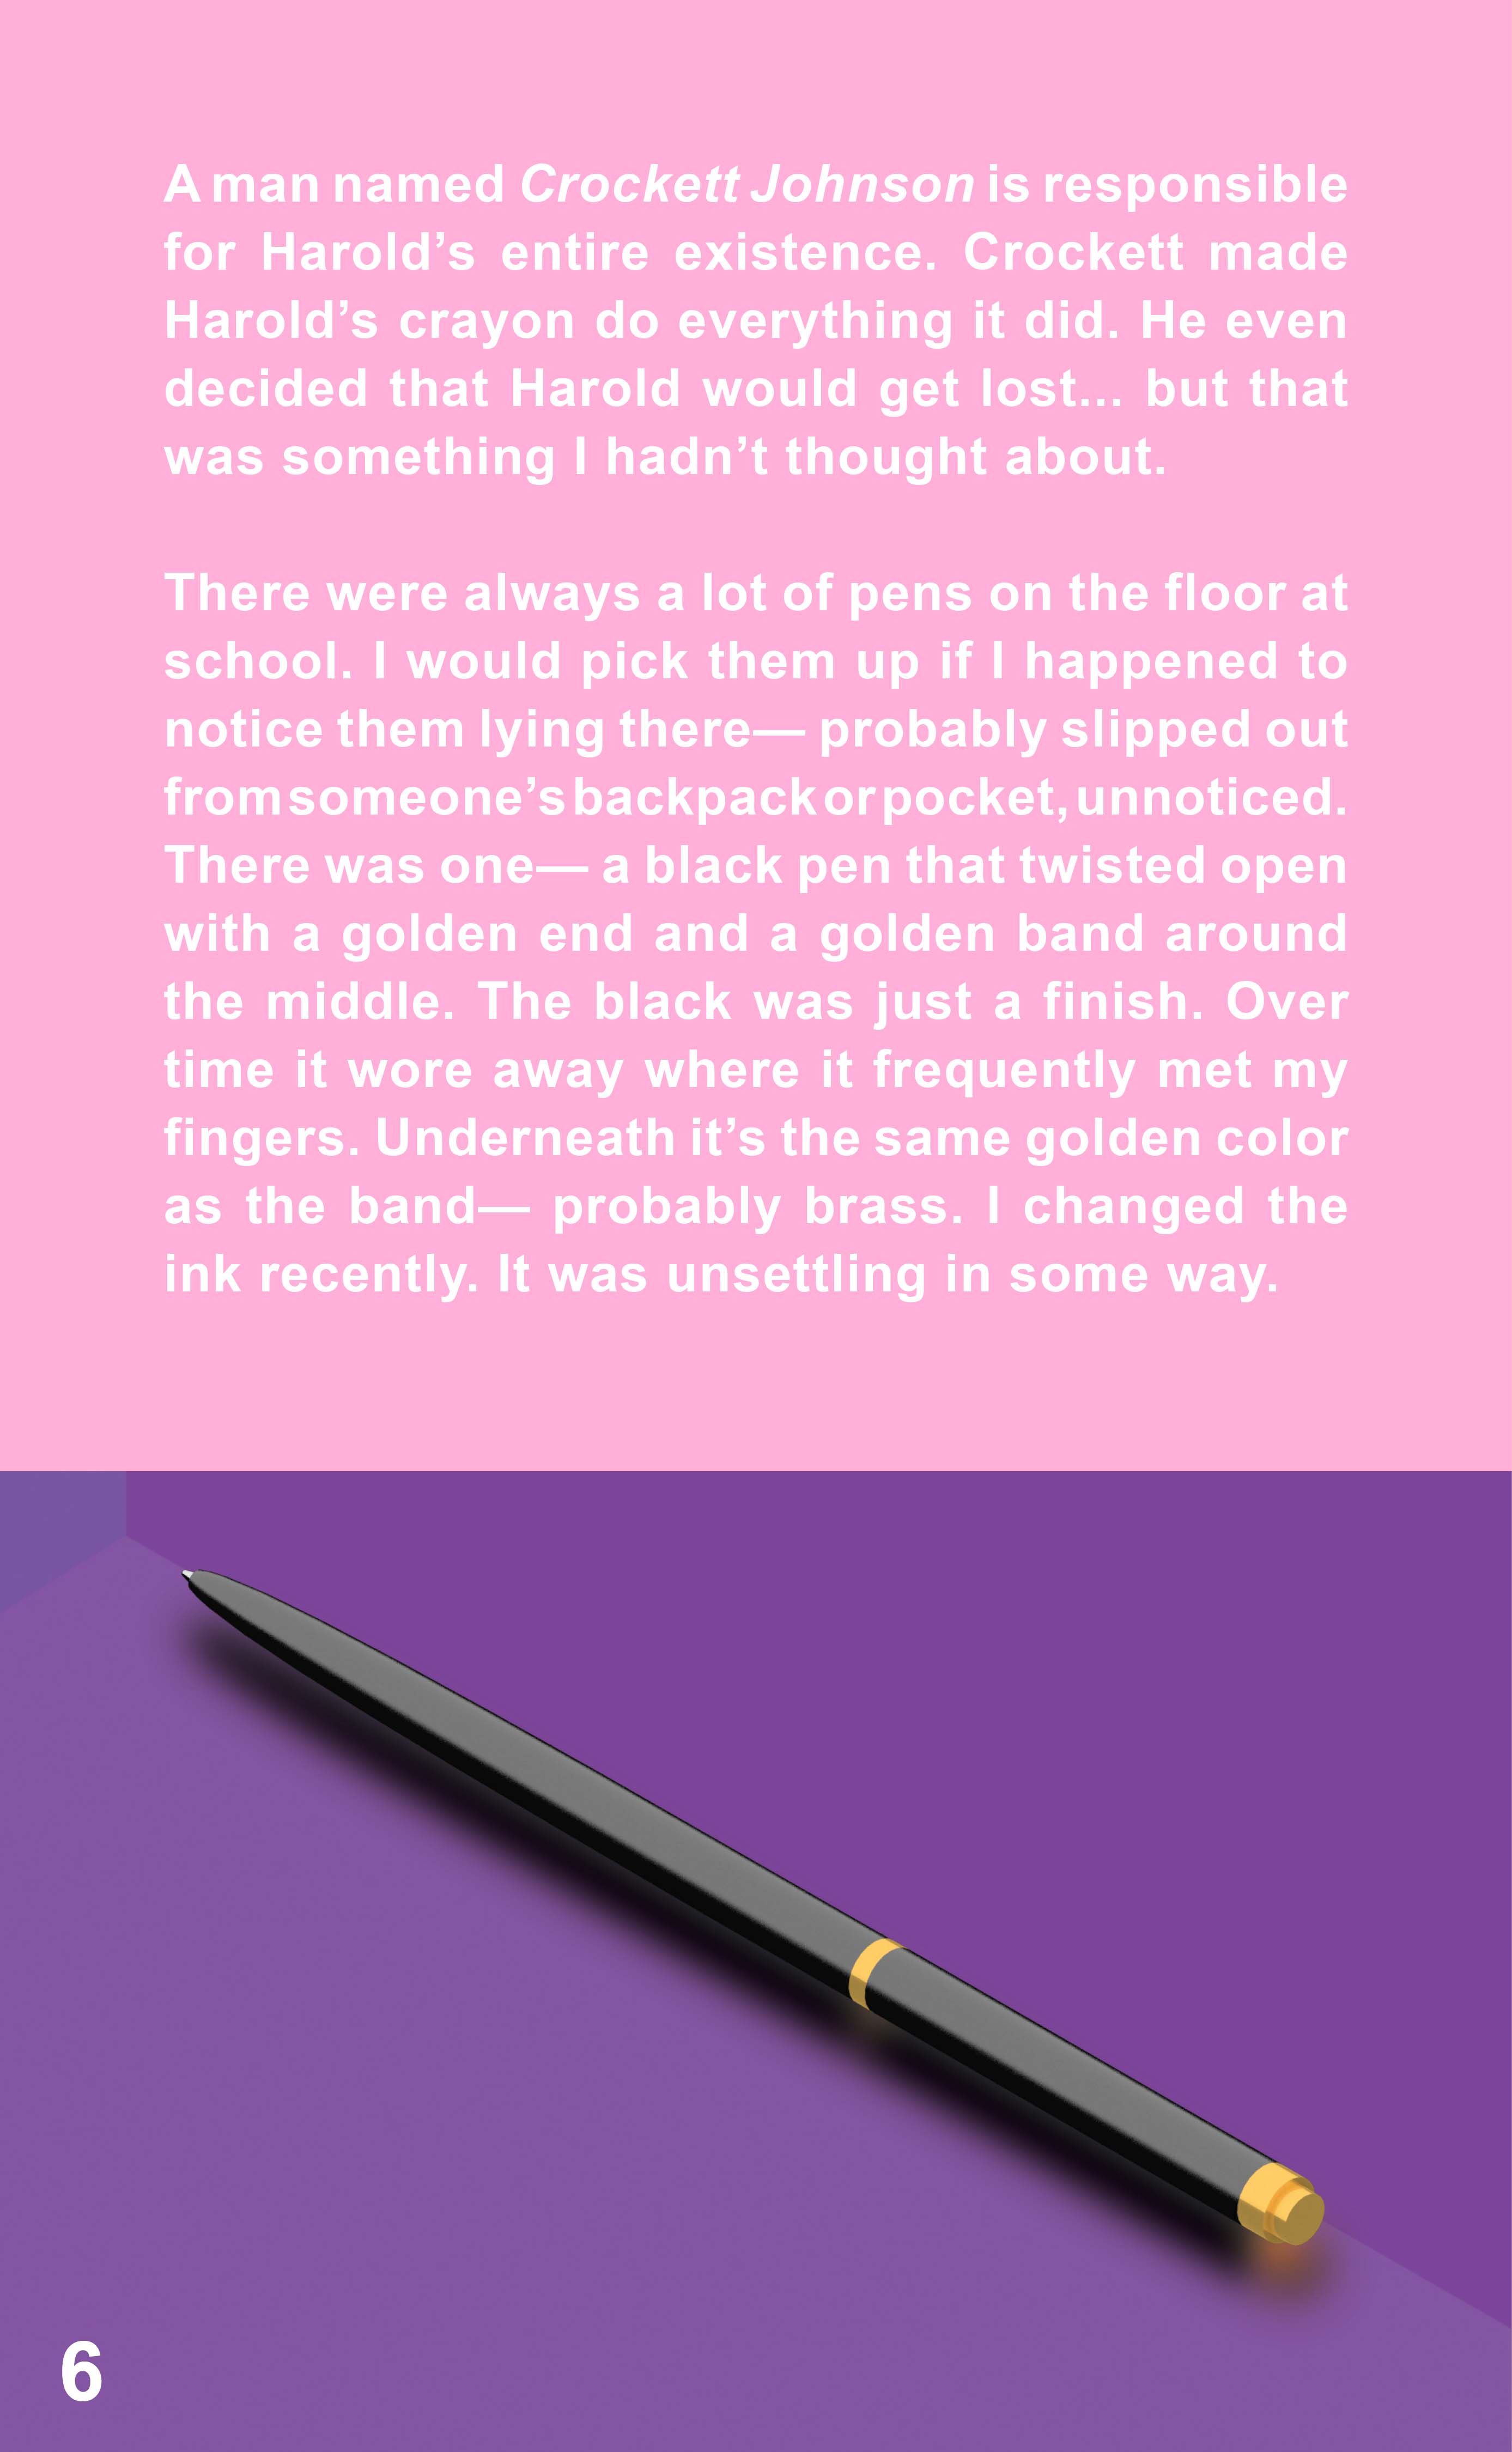 A man named Crockett Johnson is responsible
for Harold’s entire existence. Crockett made
Harold’s crayon do everything it did. He even
decided that Harold would get lost... but that
was something I hadn’t thought about.
There were always a lot of pens on the floor at
school. I would pick them up if I happened to
notice them lying there— probably slipped out
from someone’s backpack or pocket, unnoticed.
There was one— a black pen that twisted open
with a golden end and a golden band around
the middle. The black was just a finish. Over
time it wore away where it frequently met my
fingers. Underneath it’s the same golden color
as the band— probably brass. I changed the
ink recently. It was unsettling in some way.
6